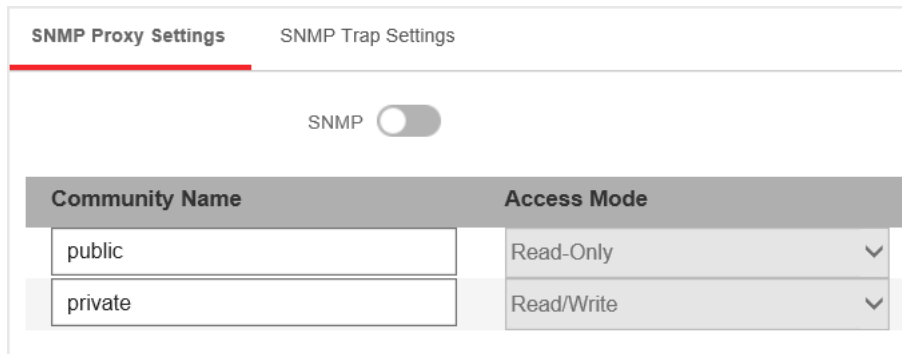 SNMP Proxy Settings SNMP Trap Settings
SNMP
Community Name Access Mode
public Read-Only
private Read/Write